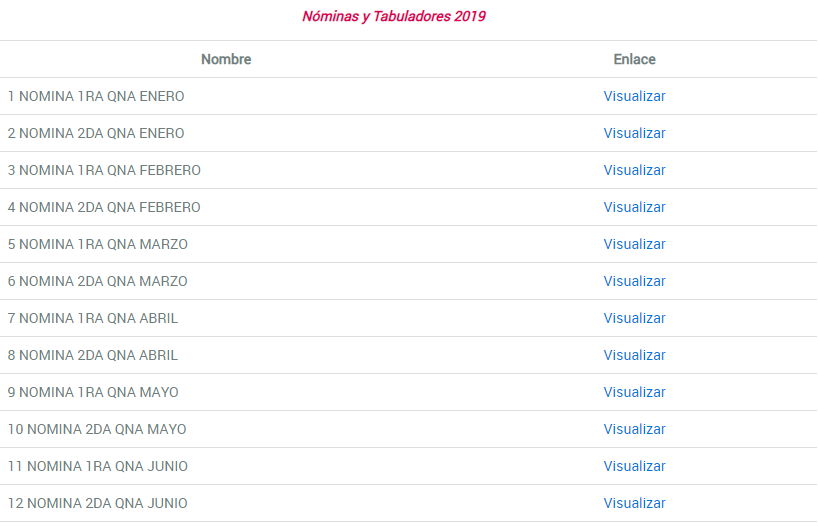 Nóminas y Tabuladores 2019
Nombre Enlace
1 NOMINA 1RA QNA ENERO Visualizar
2 NOMINA 2DA QNA ENERO Visualizar
3 NOMINA 1RA QNA FEBRERO Visualizar
4 NOMINA 2DA QNA FEBRERO Visualizar
5 NOMINA 1RA QNA MARZO Visualizar
6 NOMINA 2DA QNA MARZO Visualizar
7 NOMINA 1RA QNA ABRIL Visualizar
8 NOMINA 2DA QNA ABRIL Visualizar
9 NOMINA 1RA QNA MAYO Visualizar
10 NOMINA 2DA QNA MAYO Visualizar
11 NOMINA 1RA QNA JUNIO Visualizar
12 NOMINA 2DA QNA JUNIO Visualizar